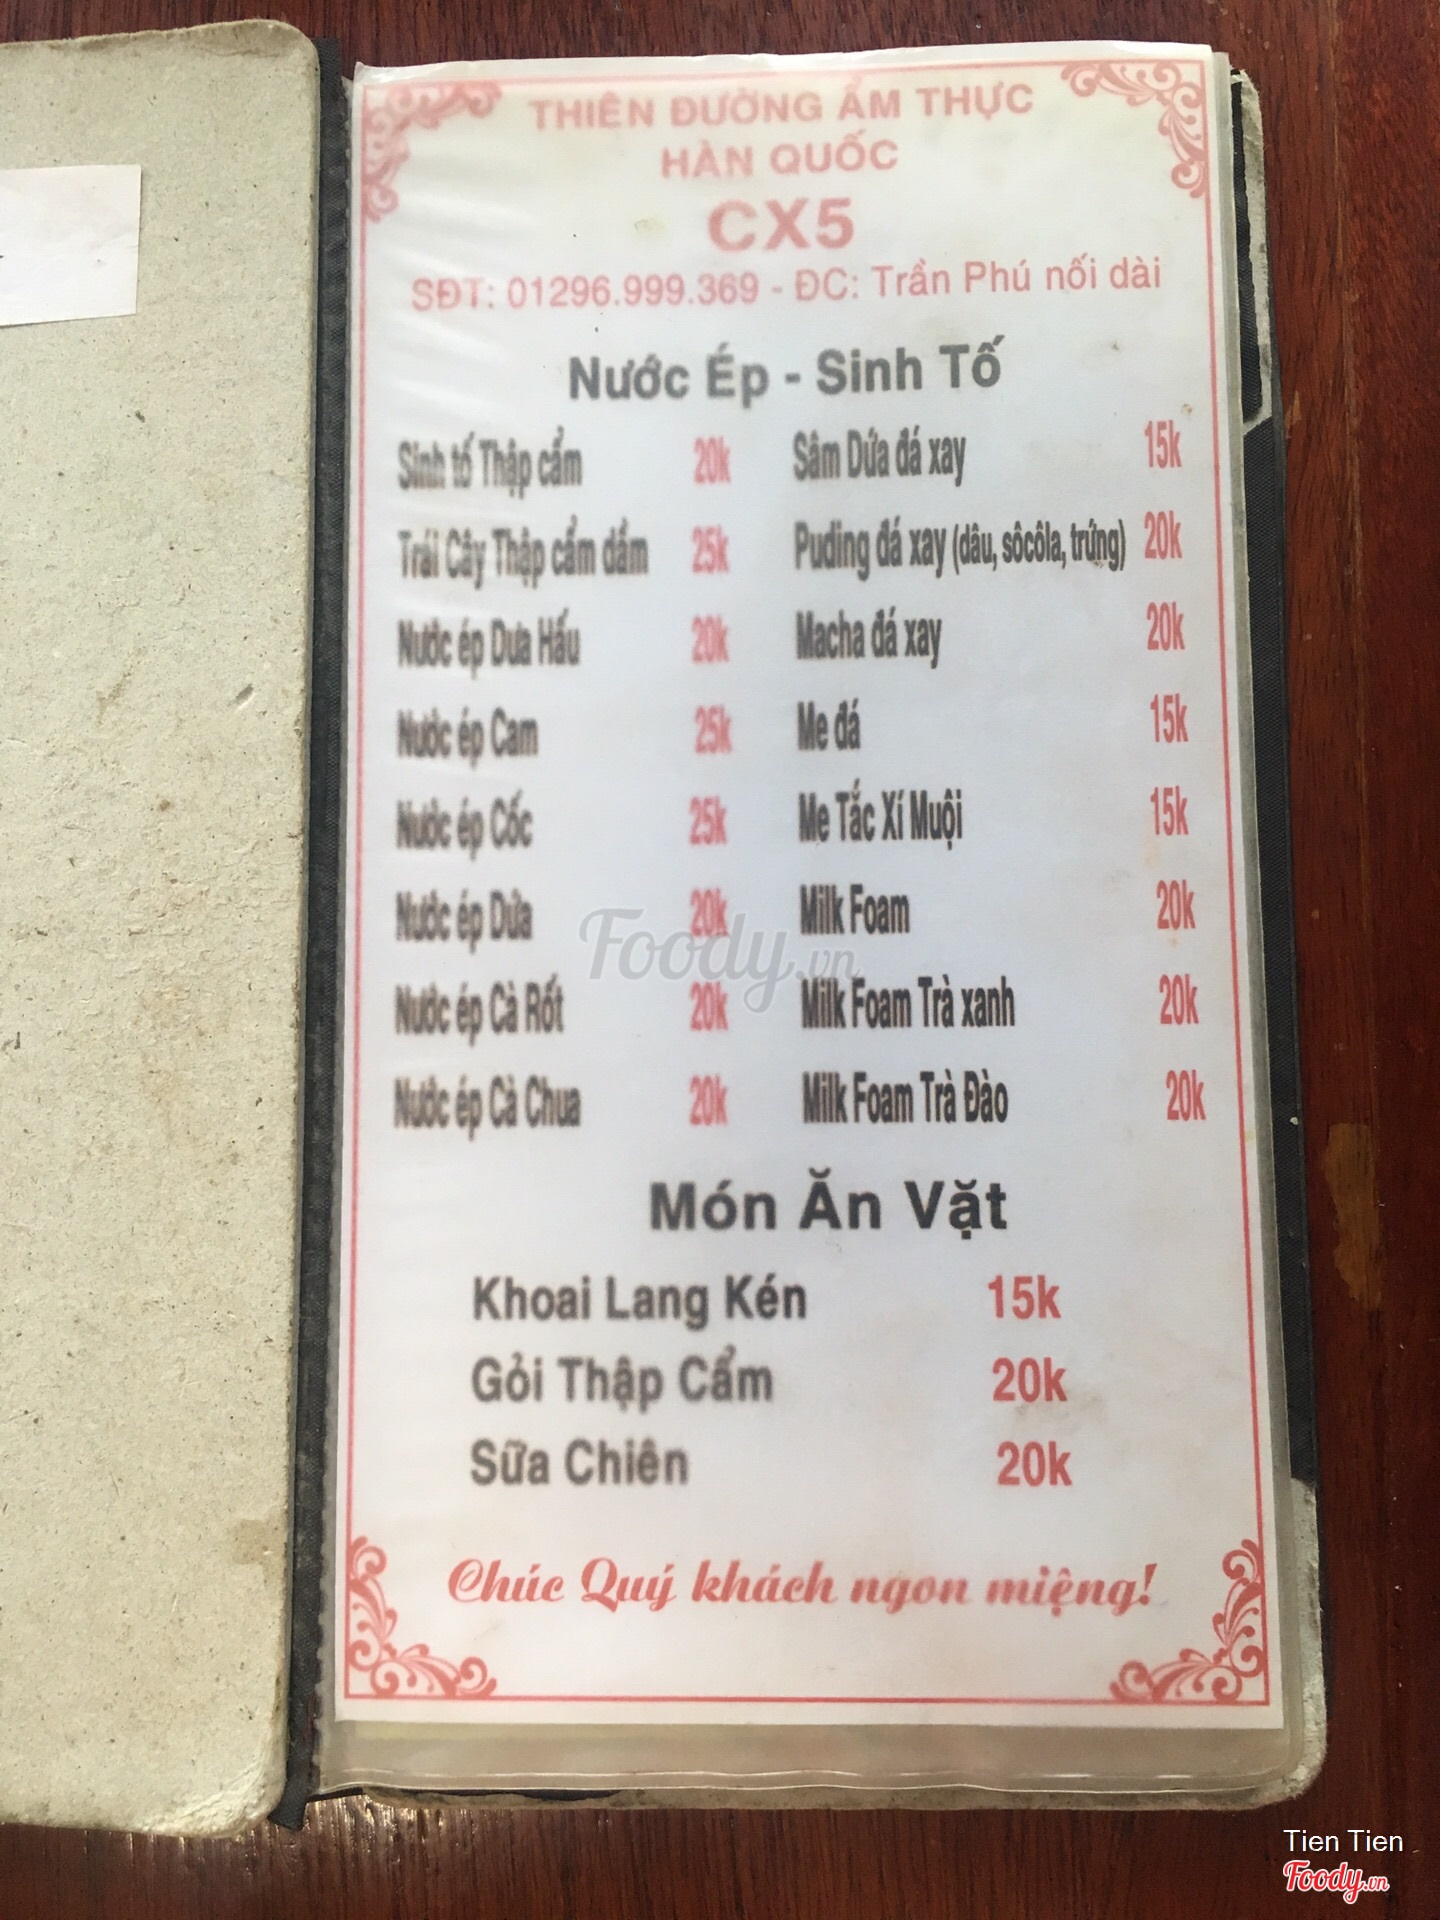 THIÊN ĐƯỜNG ẨM THỰC
HÀN QUỐC
CX5
SĐT: 01296.999.369 - ĐC: Trần Phú nối dài
Nước Ép - Sinh Tố
Sinh tố Thập cẩm 20k Sâm Dứa đá xay 15k
Trái Cây Thập cẩm dầm 25k Puding đá xay (dâu, sôcôla, trứng) 20k
Nước ép Dưa Hấu 20k Macha đá xay 20k
Nước ép Cam 25k Me đá 15k
Nước ép Cốc 25k Me Tắc Xí Muội 15k
Nước ép Dứa 20k Milk Foam 20k
Nước ép Cà Rốt 20k Milk Foam Trà xanh 20k
Nước ép Cà Chua 20k Milk Foam Trà Đào 20k
Món Ăn Vặt
Khoai Lang Kén 15k
Gỏi Thập Cẩm 20k
Sữa Chiên 20k
Chúc Quý khách ngon miệng!
Foody.vn
Tien Tien
Foody.vn